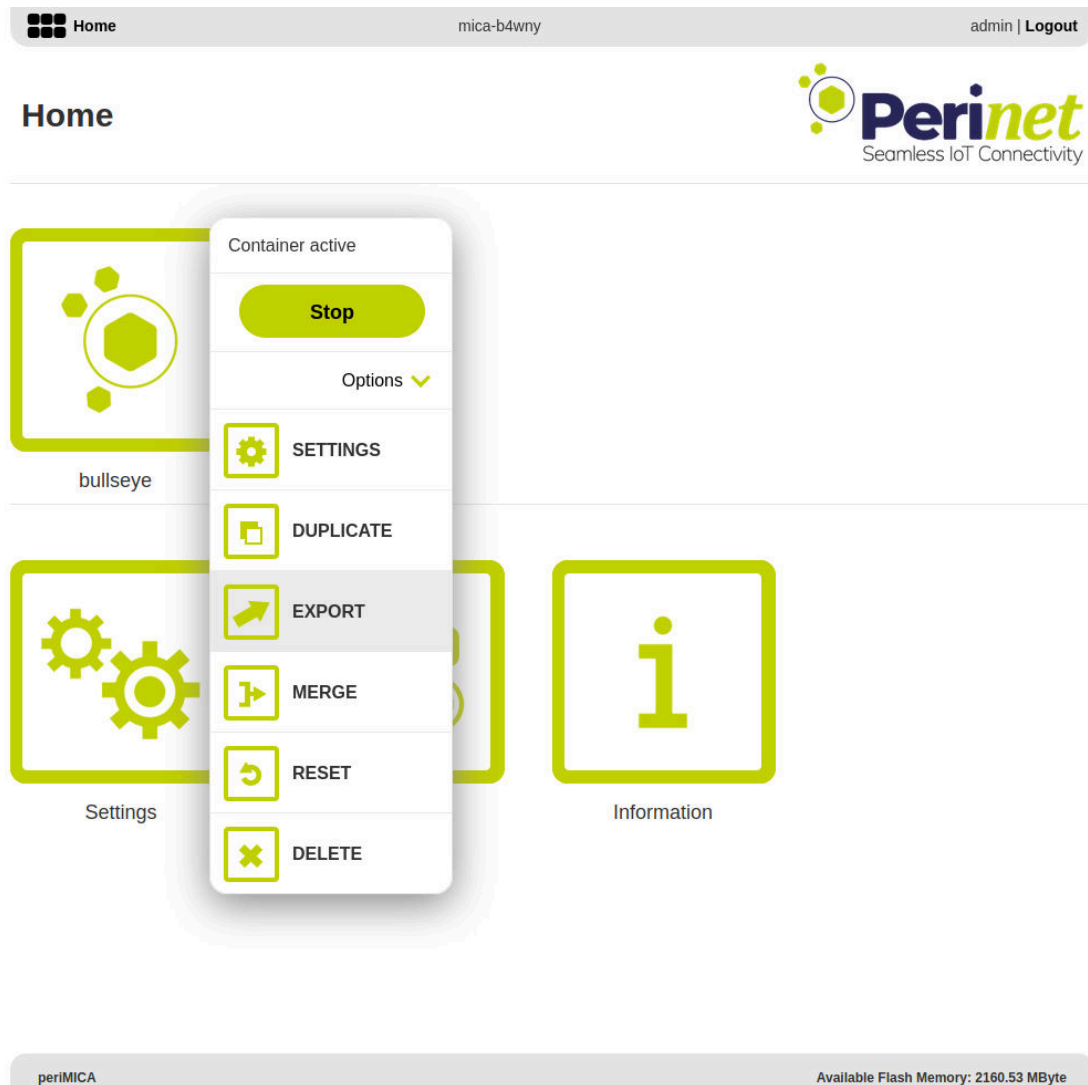 Home mica-b4wny admin | Logout
Home
Perinet
Seamless IoT Connectivity
Container active
Stop
Options
SETTINGS
bullseye
DUPLICATE
EXPORT
MERGE
RESET
Settings
Information
DELETE
periMICA Available Flash Memory: 2160.53 MByte